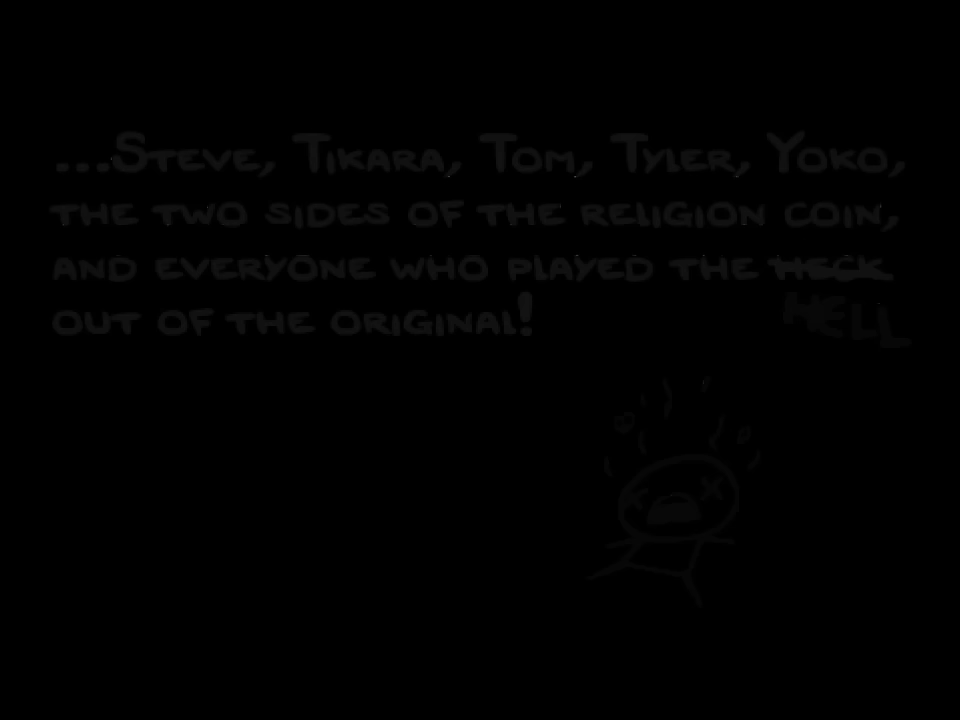 ...Steve, Tikara, Tom, Tyler, Yoko,
the two sides of the religion coin,
and everyone who played the heck
out of the original! HELL